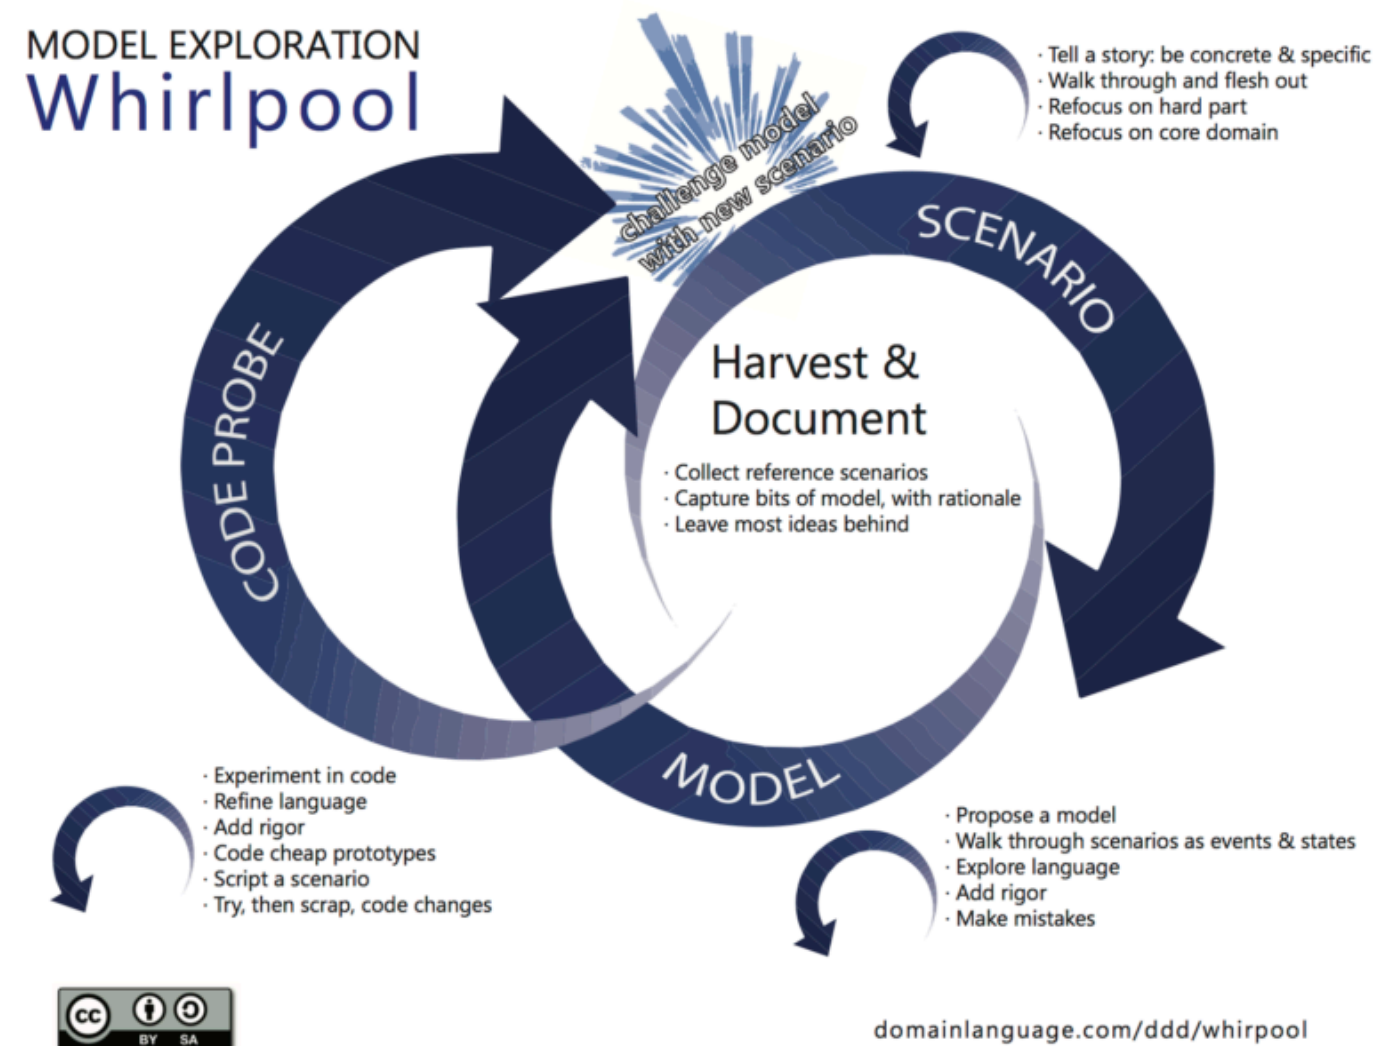 MODEL EXPLORATION
Whirlpool
challenge model
with new scenario
· Tell a story: be concrete & specific
· Walk through and flesh out
· Refocus on hard part
· Refocus on core domain
SCENARIO
CODE PROBE
Harvest &
Document
· Collect reference scenarios
· Capture bits of model, with rationale
· Leave most ideas behind
MODEL
· Experiment in code
· Refine language
· Add rigor
· Code cheap prototypes
· Script a scenario
· Try, then scrap, code changes
· Propose a model
· Walk through scenarios as events & states
· Explore language
· Add rigor
· Make mistakes
cc
BY SA
domainlanguage.com/ddd/whirpool